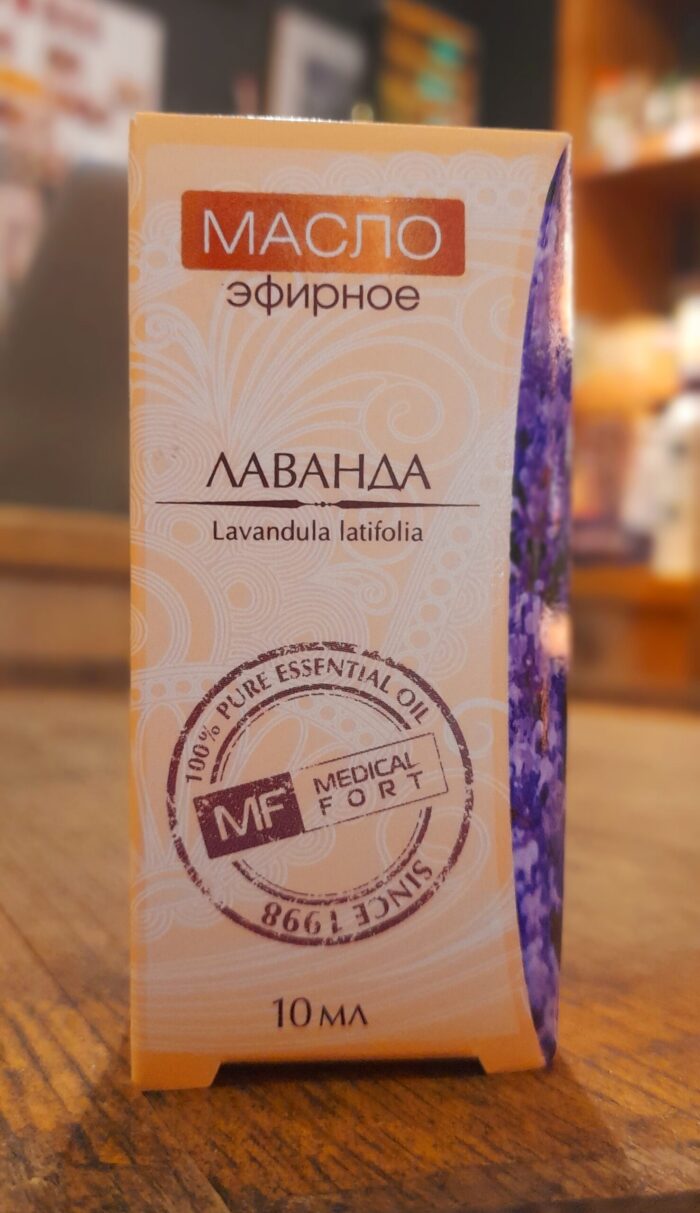 МАСЛО
эфирное
ЛАВАНДА
Lavandula latifolia
100% PURE ESSENTIAL OIL
MF MEDICAL
FORT
SINCE 1998
10 мл